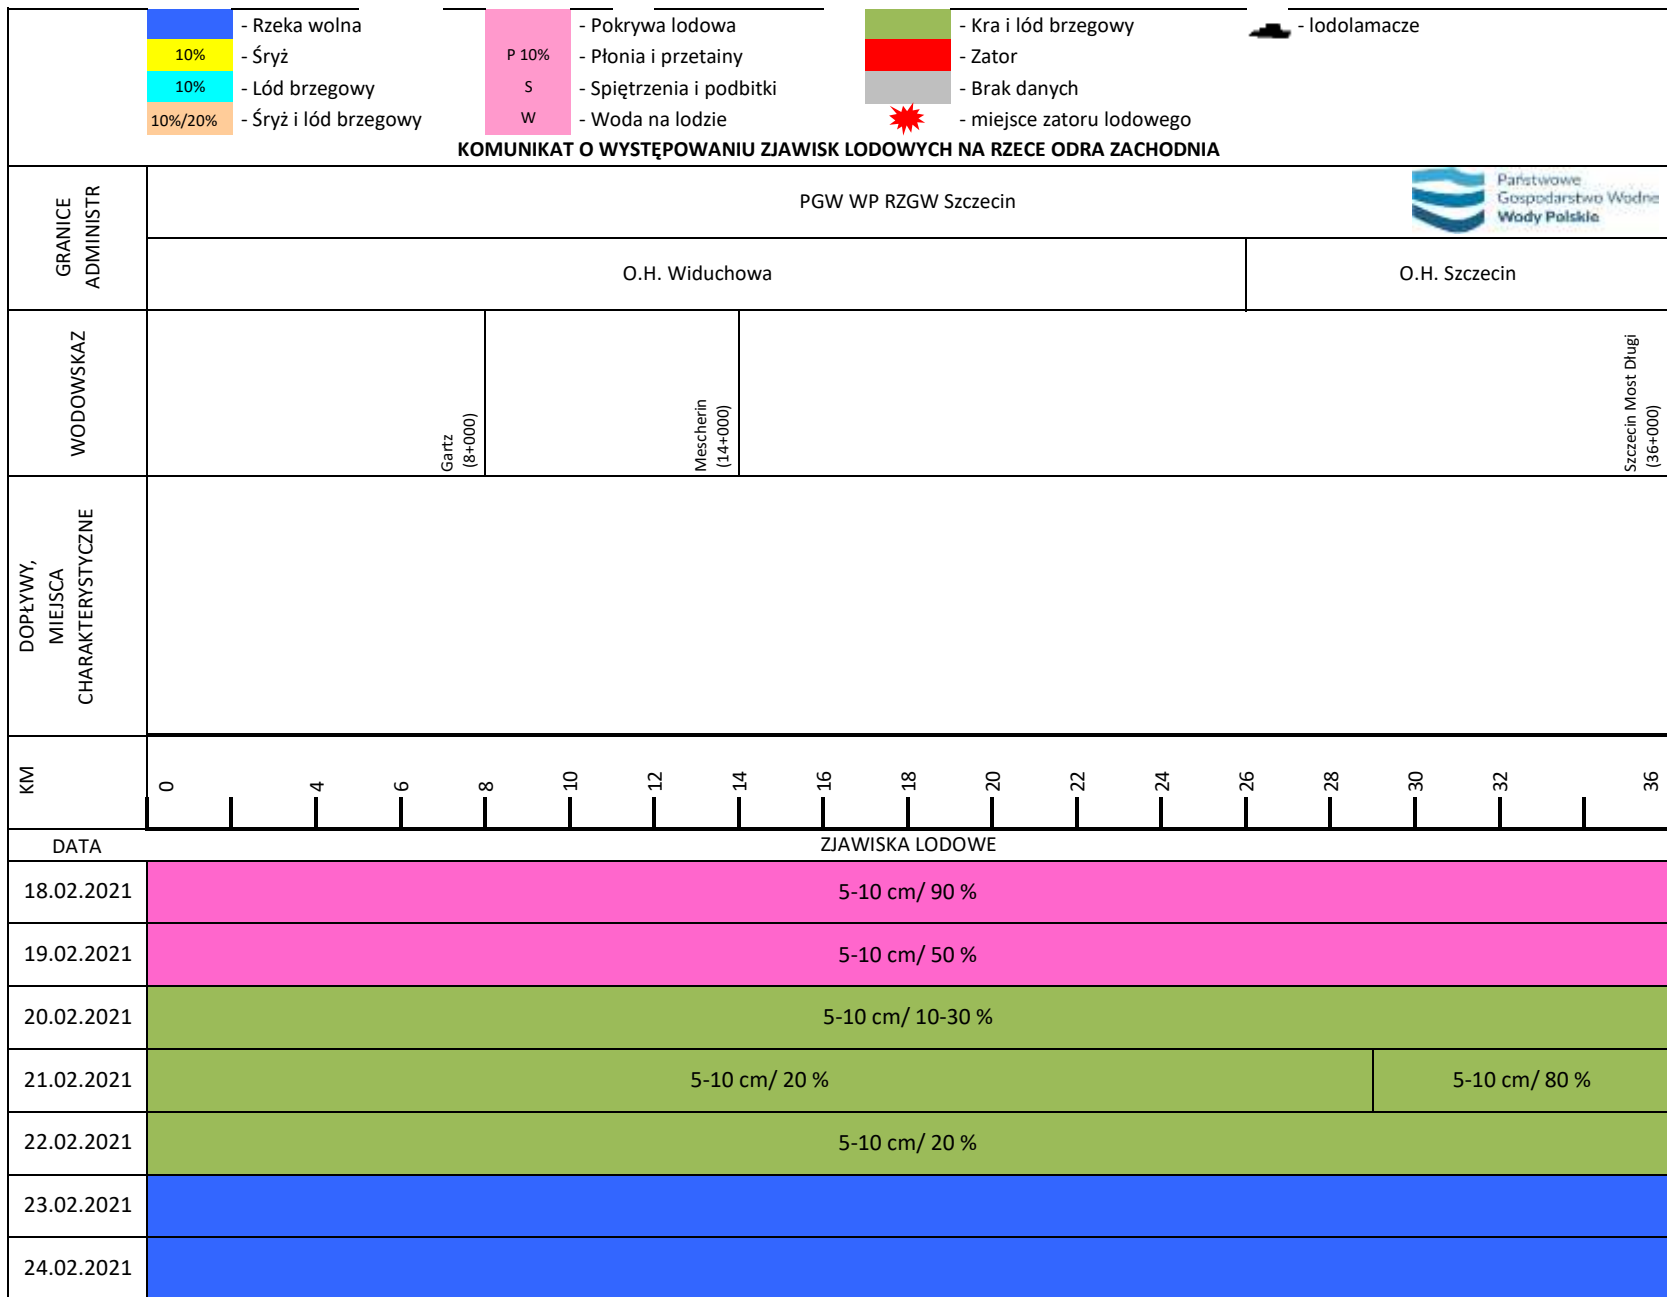 - Rzeka wolna - Pokrywa lodowa - Kra i lód brzegowy - lodolamacze
10% - Śryż P 10% - Płonia i przetainy - Zator
10% - Lód brzegowy S - Spiętrzenia i podbitki - Brak danych
10%/20% - Śryż i lód brzegowy W - Woda na lodzie - miejsce zatoru lodowego
KOMUNIKAT O WYSTĘPOWANIU ZJAWISK LODOWYCH NA RZECE ODRA ZACHODNIA
GRANICE
ADMINISTR
PGW WP RZGW Szczecin
Państwowe
Gospodarstwo Wodne
Wody Polskie
O.H. Widuchowa O.H. Szczecin
WODOWSKAZ
Gartz
(8+000)
Mescherin
(14+000)
Szczecin Most Długi
(36+000)
DOPŁYWY,
MIEJSCA
CHARAKTERYSTYCZNE
KM
0 4 6 8 10 12 14 16 18 20 22 24 26 28 30 32 36
DATA ZJAWISKA LODOWE
18.02.2021 5-10 cm/ 90 %
19.02.2021 5-10 cm/ 50 %
20.02.2021 5-10 cm/ 10-30 %
21.02.2021 5-10 cm/ 20 % 5-10 cm/ 80 %
22.02.2021 5-10 cm/ 20 %
23.02.2021
24.02.2021